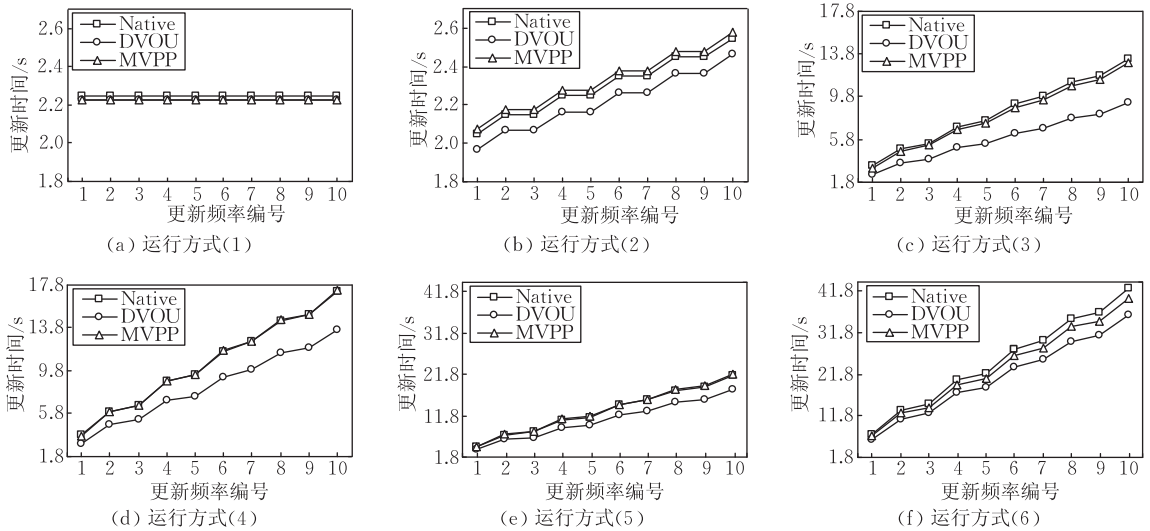 2.6
2.4
2.2
2.0
1.8
更新时间/s
Native
DVOU
MVPP
1 2 3 4 5 6 7 8 9 10
更新频率编号
(a) 运行方式(1)
2.6
2.4
2.2
2.0
1.8
更新时间/s
Native
DVOU
MVPP
1 2 3 4 5 6 7 8 9 10
更新频率编号
(b) 运行方式(2)
17.8
13.8
9.8
5.8
1.8
更新时间/s
Native
DVOU
MVPP
1 2 3 4 5 6 7 8 9 10
更新频率编号
(c) 运行方式(3)
17.8
13.8
9.8
5.8
1.8
更新时间/s
Native
DVOU
MVPP
1 2 3 4 5 6 7 8 9 10
更新频率编号
(d) 运行方式(4)
41.8
31.8
21.8
11.8
1.8
更新时间/s
Native
DVOU
MVPP
1 2 3 4 5 6 7 8 9 10
更新频率编号
(e) 运行方式(5)
41.8
31.8
21.8
11.8
1.8
更新时间/s
Native
DVOU
MVPP
1 2 3 4 5 6 7 8 9 10
更新频率编号
(f) 运行方式(6)